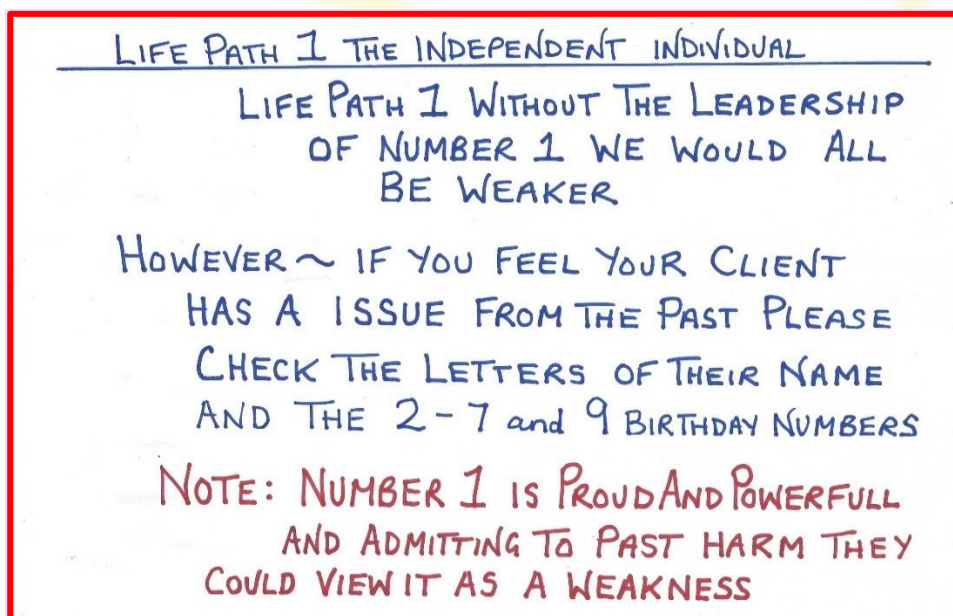 LIFE PATH 1 THE INDEPENDENT INDIVIDUAL
LIFE PATH 1 WITHOUT THE LEADERSHIP
OF NUMBER 1 WE WOULD ALL
BE WEAKER
HOWEVER ~ IF YOU FEEL YOUR CLIENT
HAS A ISSUE FROM THE PAST PLEASE
CHECK THE LETTERS OF THEIR NAME
AND THE 2-7 and 9 BIRTHDAY NUMBERS
NOTE: NUMBER 1 IS PROUD AND POWERFULL
AND ADMITTING TO PAST HARM THEY
COULD VIEW IT AS A WEAKNESS